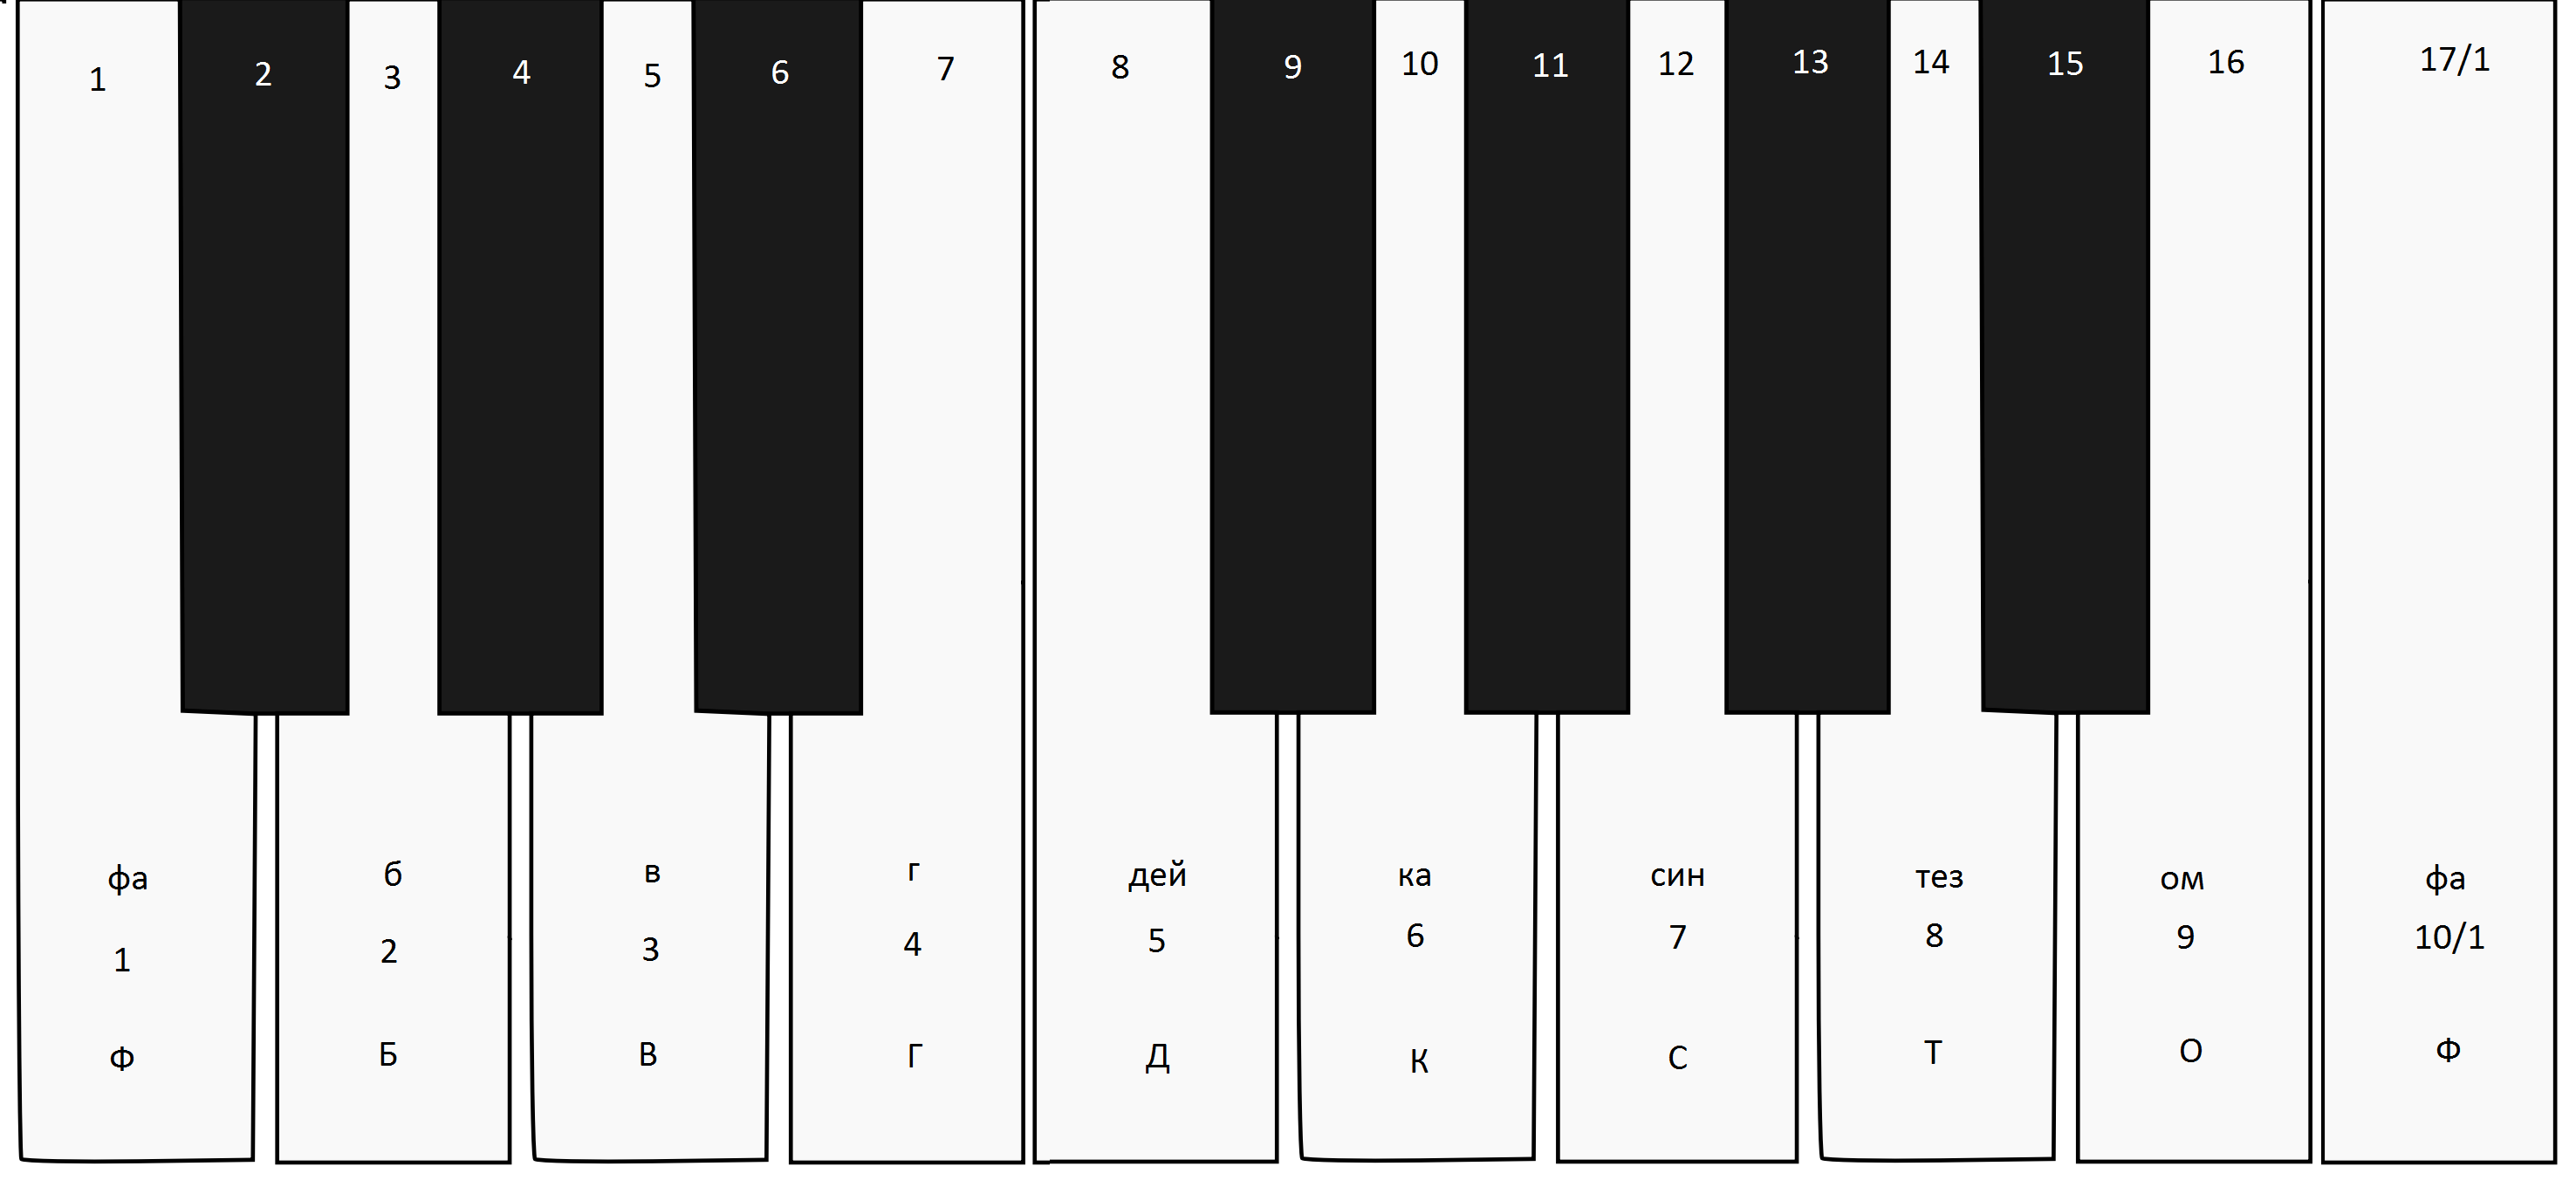 1 2 3 4 5 6 7 8 9 10 11 12 13 14 15 16 17/1
фа б в г дей ка син тез ом фа
1 2 3 4 5 6 7 8 9 10/1
Ф Б В Г Д К С Т О Ф